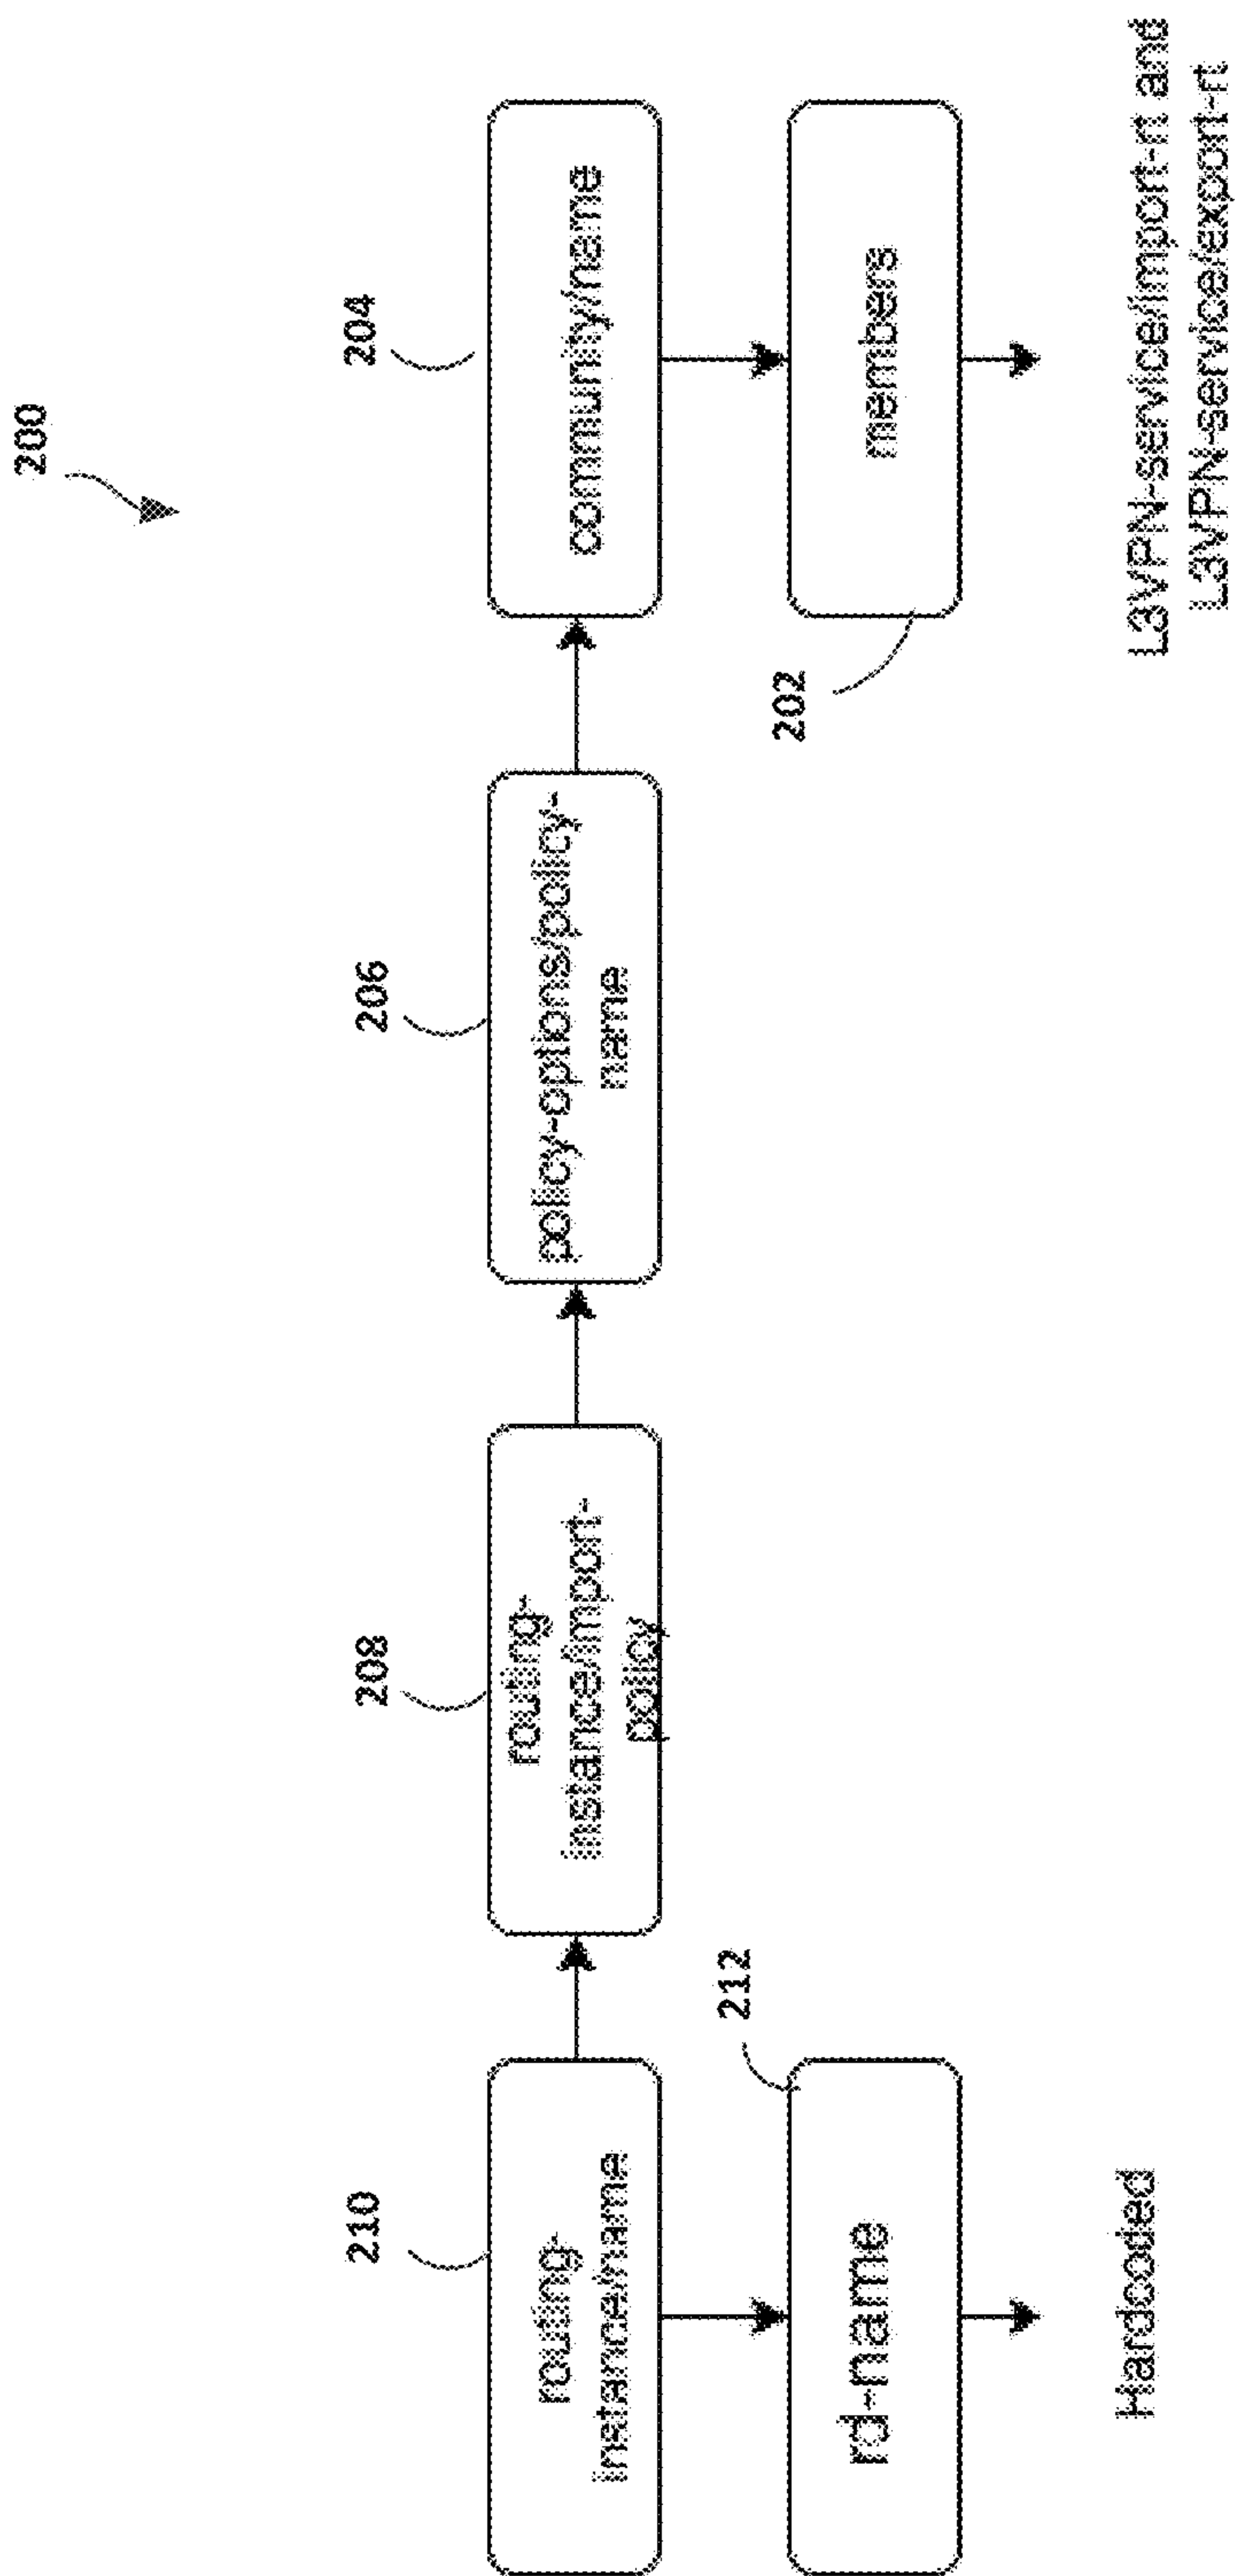 200
210
routing-
instance/name
208
routing-
instance/import-
policy
206
policy-options/policy-
name
204
community/name
212
rd-name
202
members
Hardcoded
L3VPN-service/import-rt and
L3VPN-service/export-rt